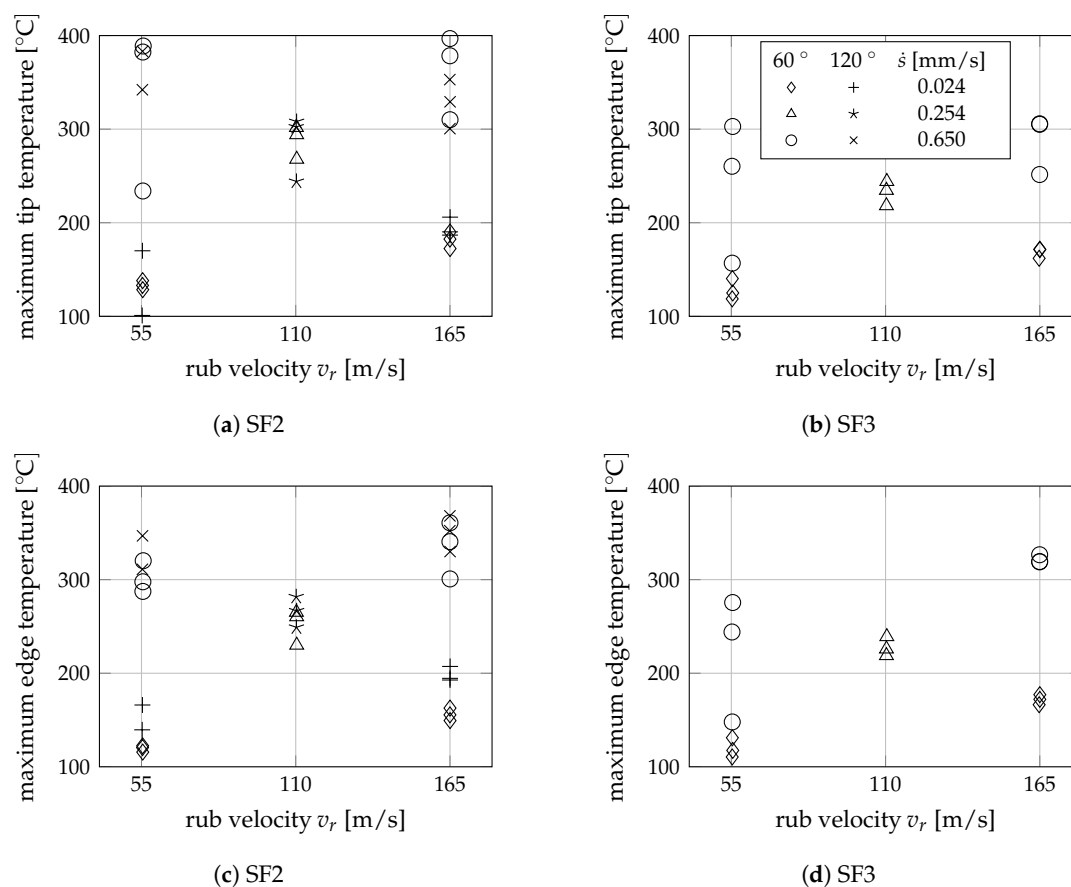 400
300
200
100
55
110
165
maximum tip temperature [°C]
rub velocity v_r [m/s]
(a) SF2
400
300
200
100
55
110
165
maximum tip temperature [°C]
60 ° 120 ° ṡ [mm/s]
0.024
0.254
0.650
rub velocity v_r [m/s]
(b) SF3
400
300
200
100
55
110
165
maximum edge temperature [°C]
rub velocity v_r [m/s]
(c) SF2
400
300
200
100
55
110
165
maximum edge temperature [°C]
rub velocity v_r [m/s]
(d) SF3